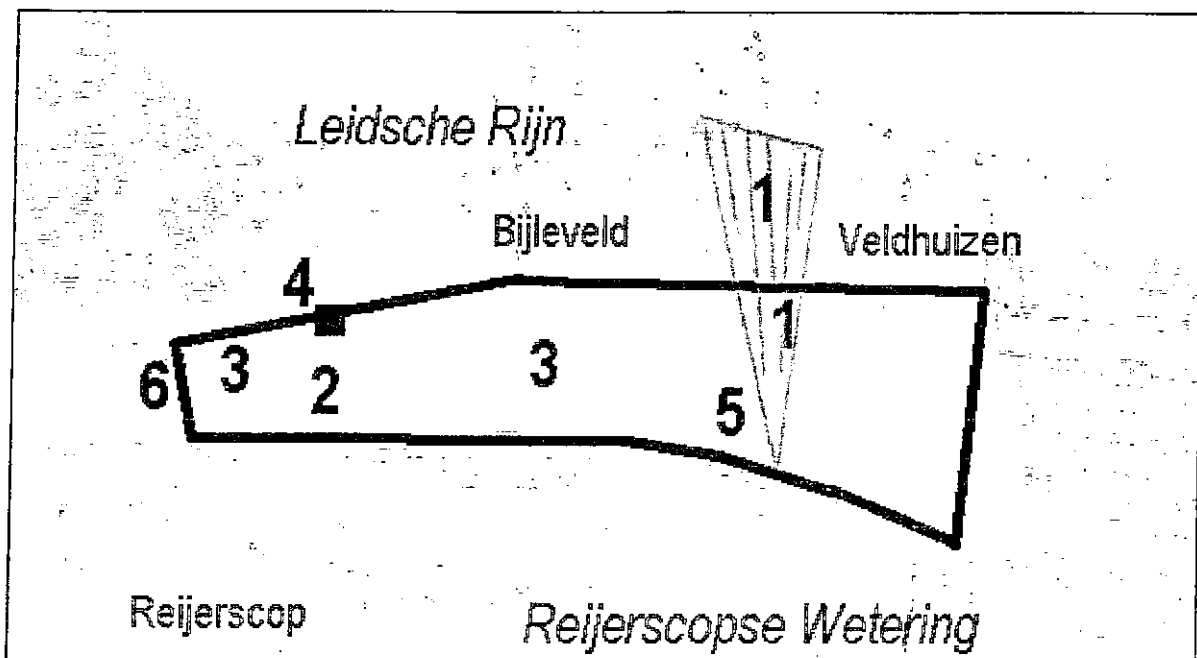 Leidsche Rijn
1
Bijleveld
Veldhuizen
4
1
6 3 2 3 5
Reijerscop
Reijerscopse Wetering